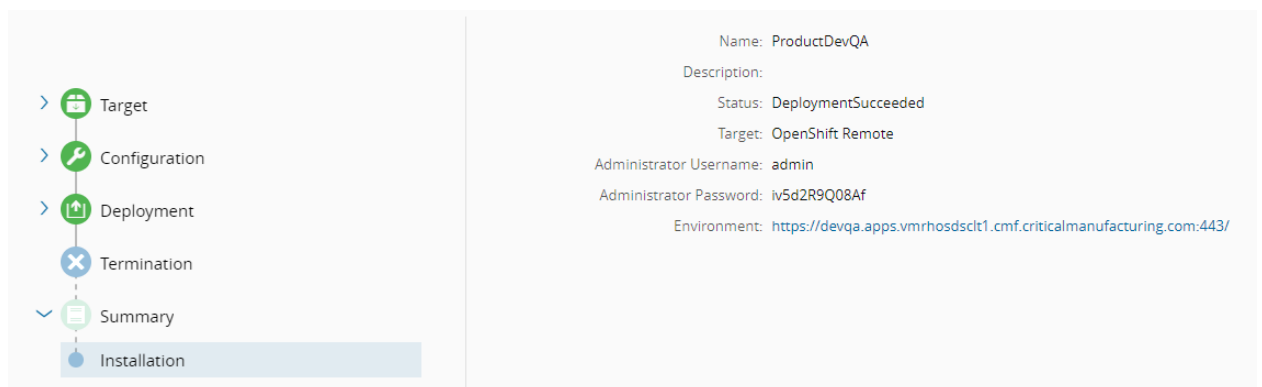 Target
Configuration
Deployment
Termination
Summary
Installation
Name: ProductDevQA
Description:
Status: DeploymentSucceeded
Target: OpenShift Remote
Administrator Username: admin
Administrator Password: iv5d2R9Q08Af
Environment: https://devqa.apps.vmrhosdsclt1.cmf.criticalmanufacturing.com:443/